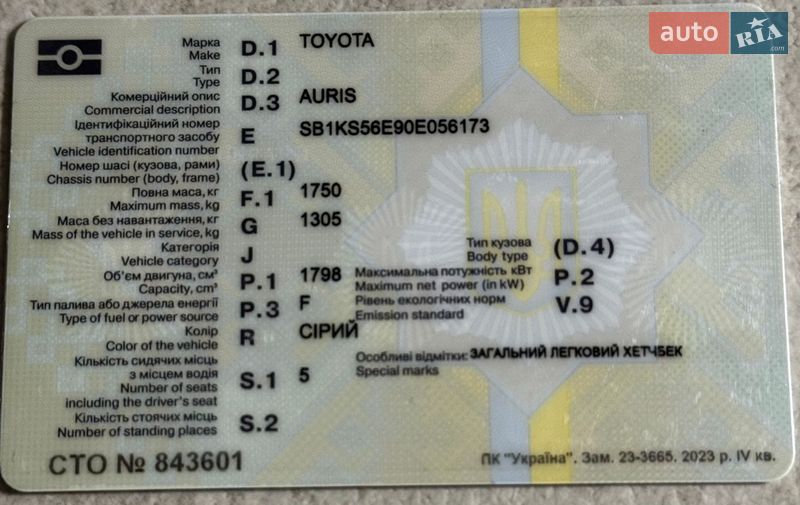 auto RIA.com
Марка D.1 TOYOTA
Make
Тип D.2
Type
Комерційний опис D.3 AURIS
Commercial description
Ідентифікаційний номер
транспортного засобу E SB1KS56E90E056173
Vehicle identification number
Номер шасі (кузова, рами) (E.1)
Chassis number (body, frame)
Повна маса, кг F.1 1750
Maximum mass, kg
Маса без навантаження, кг G 1305
Mass of the vehicle in service, kg
Категорія J Тип кузова (D.4)
Vehicle category Body type
Об'єм двигуна, см³ P.1 1798 Максимальна потужність кВт P.2
Capacity, cm³ Maximum net power (in kW)
Тип палива або джерела енергії P.3 F Рівень екологічних норм V.9
Type of fuel or power source Emission standard
Колір R СІРИЙ
Color of the vehicle
Кількість сидячих місць Особливі відмітки: ЗАГАЛЬНИЙ ЛЕГКОВИЙ ХЕТЧБЕК
з місцем водія S.1 5 Special marks
Number of seats
including the driver's seat
Кількість стоячих місць S.2
Number of standing places
СТО № 843601 ПК "Україна". Зам. 23-3665. 2023 р. IV кв.